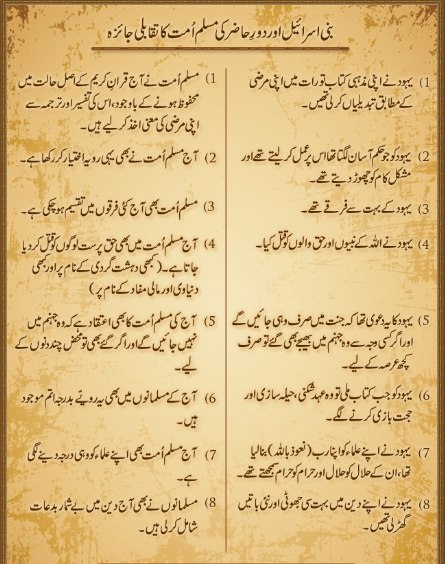 بنی اسرائیل اور دورِ حاضر کی مسلم اُمت کا تقابلی جائزہ
1) یہود نے اپنی مذہبی کتاب تورات میں اپنی مرضی
کے مطابق تبدیلیاں کر لی تھیں۔
2) یہود کو جو حکم آسان لگتا تھا اس پر عمل کر لیتے تھے اور
مشکل کام کو چھوڑ دیتے تھے۔
3) یہود کے بہت سے فرقے تھے۔
4) یہود نے اللہ کے نبیوں اور حق والوں کو قتل کیا۔
5) یہود کا یہ دعویٰ تھا کہ جنت میں صرف وہی جائیں گے
اور اگر کسی وجہ سے وہ جہنم میں بھیجے بھی گئے تو صرف
کچھ عرصہ کے لیے۔
6) یہود کو جب کتاب ملی تو وہ عہد شکنی، حیلہ سازی اور
حجت بازی کرنے لگے۔
7) یہود نے اپنے علماء کو اپنا رب (نعوذ باللہ) بنا لیا
تھا، ان کے حلال کو حلال اور حرام کو حرام سمجھتے تھے۔
8) یہود نے اپنے دین میں بہت سی جھوٹی اور نئی باتیں
گھڑ لی تھیں۔
1) مسلم اُمت نے آج قرآن کریم کے اصل حالت میں
محفوظ ہونے کے باوجود، اس کی تفسیر اور ترجمہ سے
اپنی مرضی کی معنی اخذ کر لیے ہیں۔
2) آج مسلم اُمت نے بھی یہی رویہ اختیار کر رکھا ہے۔
3) مسلم اُمت بھی آج کئی فرقوں میں تقسیم ہو چکی ہے۔
4) آج مسلم اُمت میں بھی حق پرست لوگوں کو قتل کر دیا
جاتا ہے۔ (کبھی دہشت گردی کے نام پر اور کبھی
دنیاوی اور مالی مفاد کے نام پر)
5) آج کی مسلم اُمت کا بھی اعتقاد ہے کہ وہ جہنم میں
نہیں جائیں گے اور اگر گئے بھی تو محض چند دنوں کے
لیے۔
6) آج کے مسلمانوں میں بھی یہ رویّے بدرجہ اتم موجود
ہیں۔
7) آج مسلم اُمت بھی اپنے علماء کو وہی درجہ دینے لگی
ہے۔
8) مسلمانوں نے بھی آج دین میں بے شمار بدعات
شامل کر لی ہیں۔